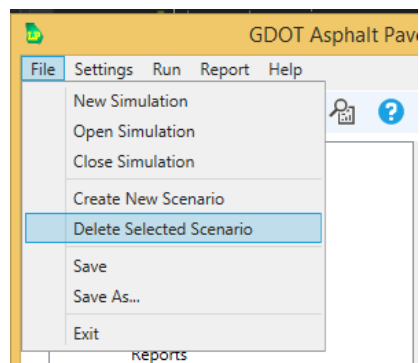 GDOT Asphalt Pave
File Settings Run Report Help
New Simulation
Open Simulation
Close Simulation
Create New Scenario
Delete Selected Scenario
Save
Save As...
Exit
Reports